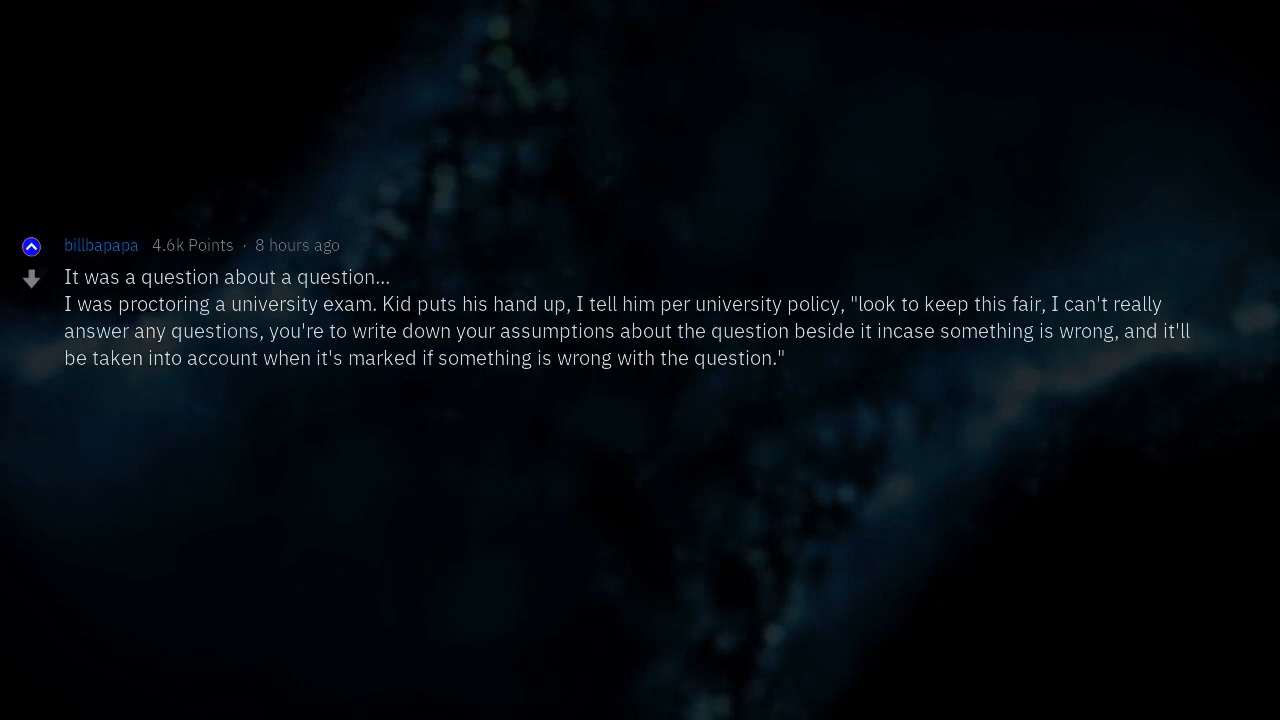 billbapapa 4.6k Points · 8 hours ago
It was a question about a question...
I was proctoring a university exam. Kid puts his hand up, I tell him per university policy, "look to keep this fair, I can't really
answer any questions, you're to write down your assumptions about the question beside it incase something is wrong, and it'll
be taken into account when it's marked if something is wrong with the question."